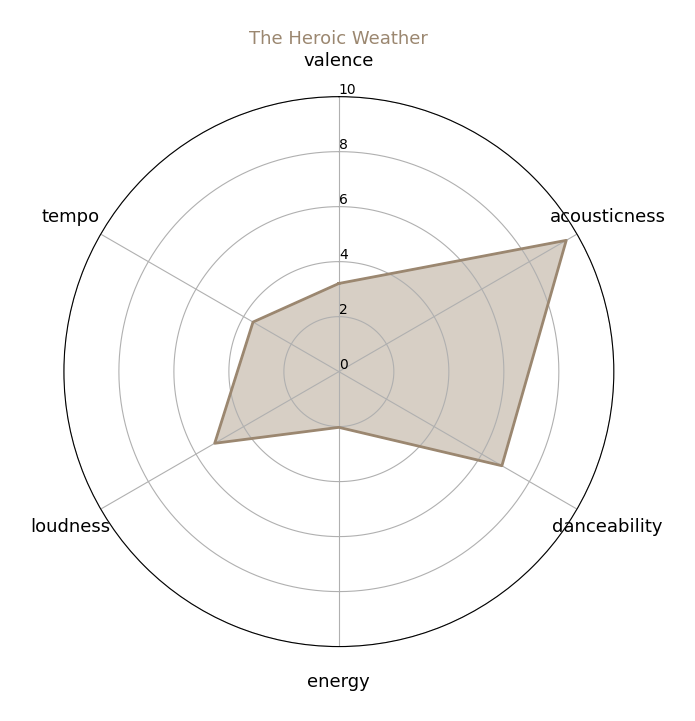 The Heroic Weather
valence
10
8
acousticness
tempo
6
4
2
0
loudness
danceability
energy